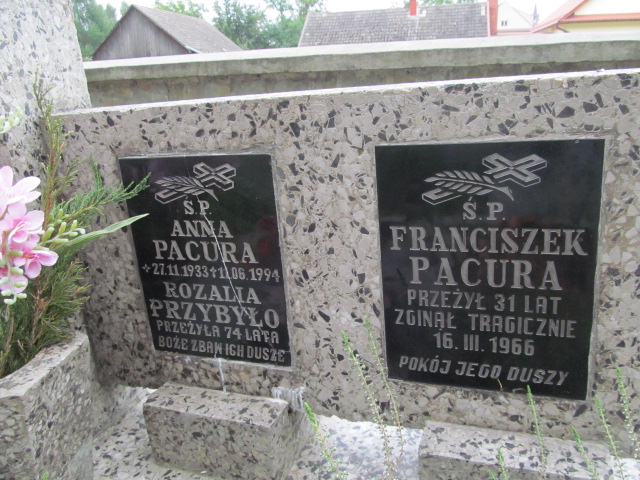 Ś.P.
ANNA
PACURA
*27.11.1933 †11.06.1994
ROZALIA
PRZYBYŁO
PRZEŻYŁA 74 LATA
BOŻE ZBAW ICH DUSZE
Ś.P.
FRANCISZEK
PACURA
PRZEŻYŁ 31 LAT
ZGINĄŁ TRAGICZNIE
16. III. 1966
POKÓJ JEGO DUSZY